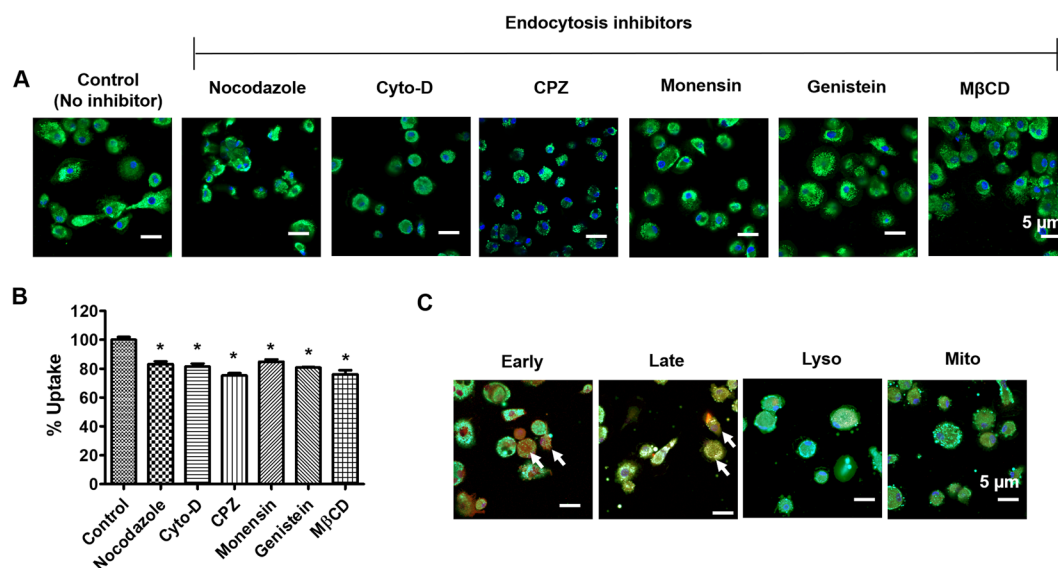 Endocytosis inhibitors
A
Control
(No inhibitor)
Nocodazole
Cyto-D
CPZ
Monensin
Genistein
MβCD
5 μm
B
% Uptake
120
100
80
60
40
20
0
* * * * * *
Control
Nocodazole
Cyto-D
CPZ
Monensin
Genistein
MβCD
C
Early
Late
Lyso
Mito
5 μm